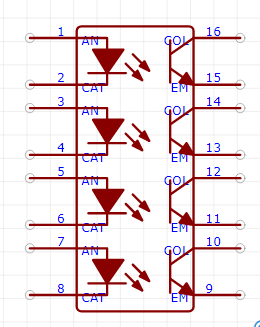 1 16
AN COL
2 15
CAT EM
3 14
AN COL
4 13
CAT EM
5 12
AN COL
6 11
CAT EM
7 10
AN COL
8 9
CAT EM